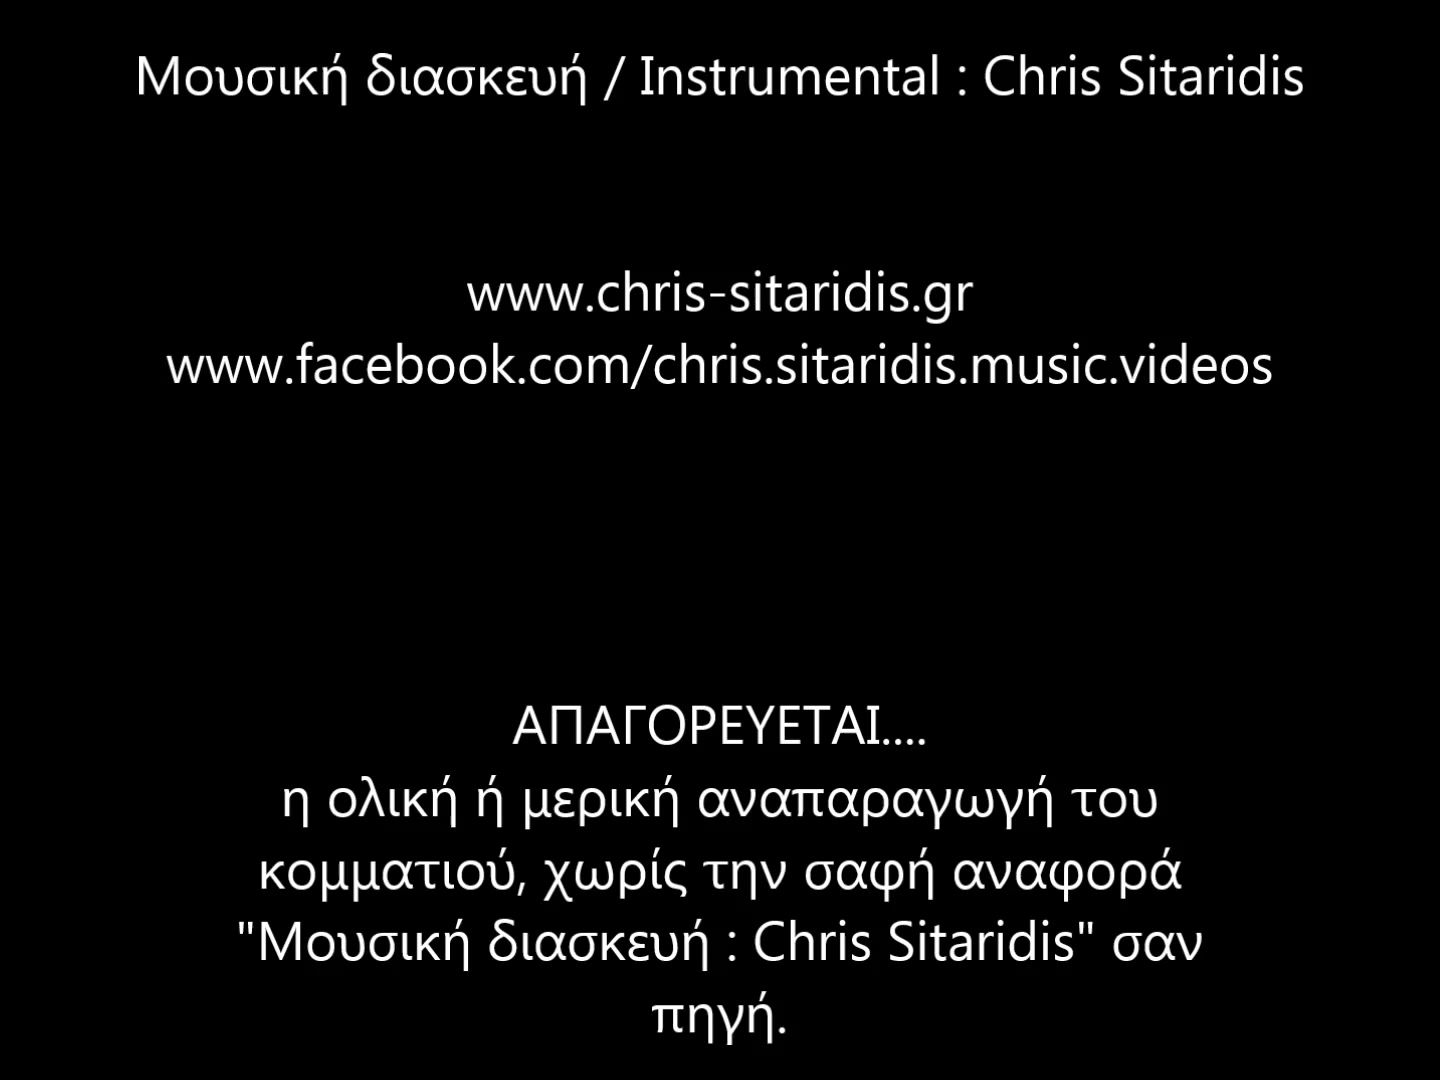 Μουσική διασκευή / Instrumental : Chris Sitaridis
www.chris-sitaridis.gr
www.facebook.com/chris.sitaridis.music.videos
ΑΠΑΓΟΡΕΥΕΤΑΙ....
η ολική ή μερική αναπαραγωγή του
κομματιού, χωρίς την σαφή αναφορά
"Μουσική διασκευή : Chris Sitaridis" σαν
πηγή.